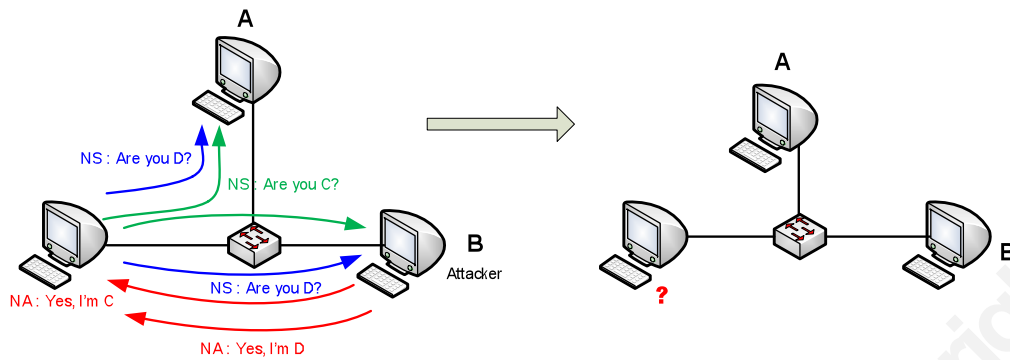 A
NS : Are you D?
NS : Are you C?
B
Attacker
NS : Are you D?
NA : Yes, I'm C
NA : Yes, I'm D
A
B
?